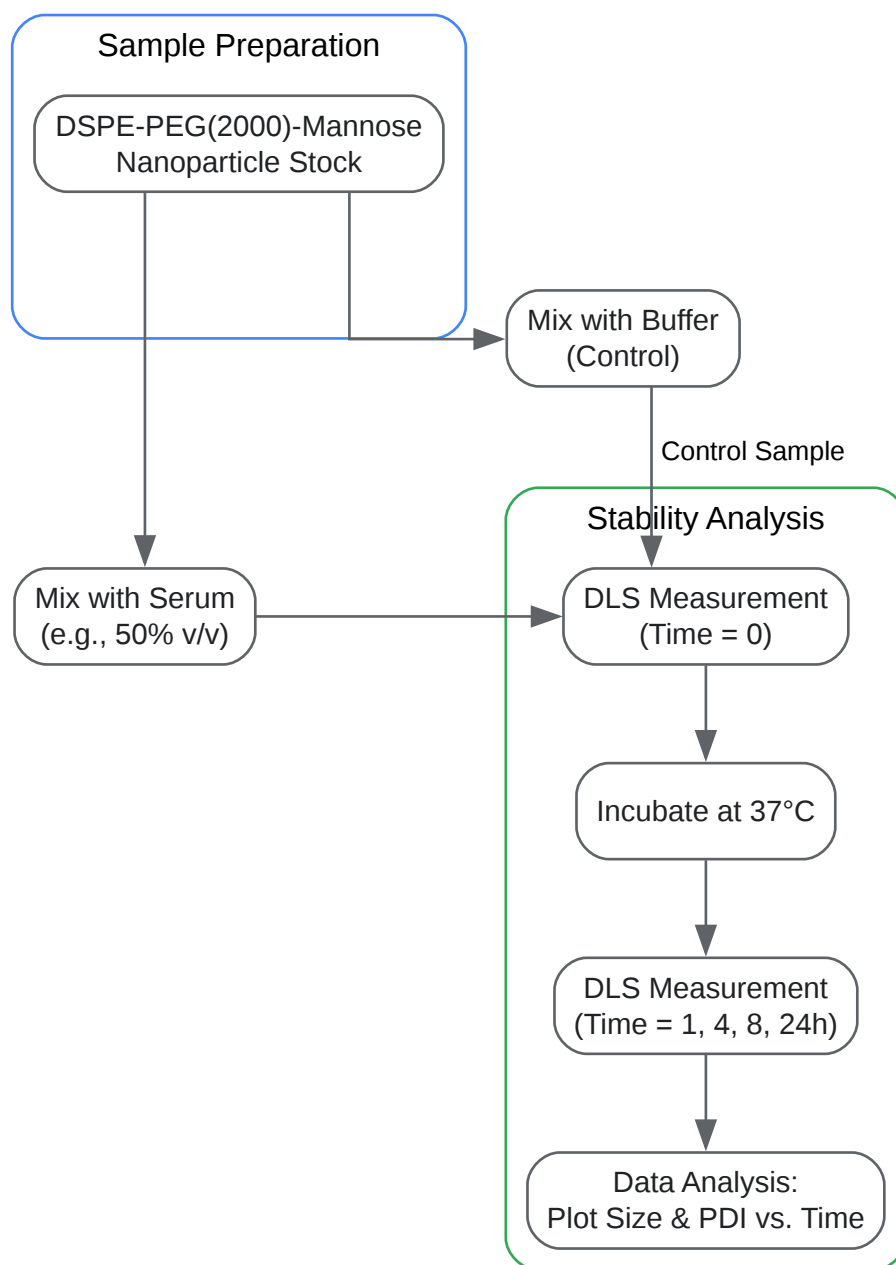 Sample Preparation
DSPE-PEG(2000)-Mannose
Nanoparticle Stock
Mix with Buffer
(Control)
Control Sample
Stability Analysis
Mix with Serum
(e.g., 50% v/v)
DLS Measurement
(Time = 0)
Incubate at 37°C
DLS Measurement
(Time = 1, 4, 8, 24h)
Data Analysis:
Plot Size & PDI vs. Time